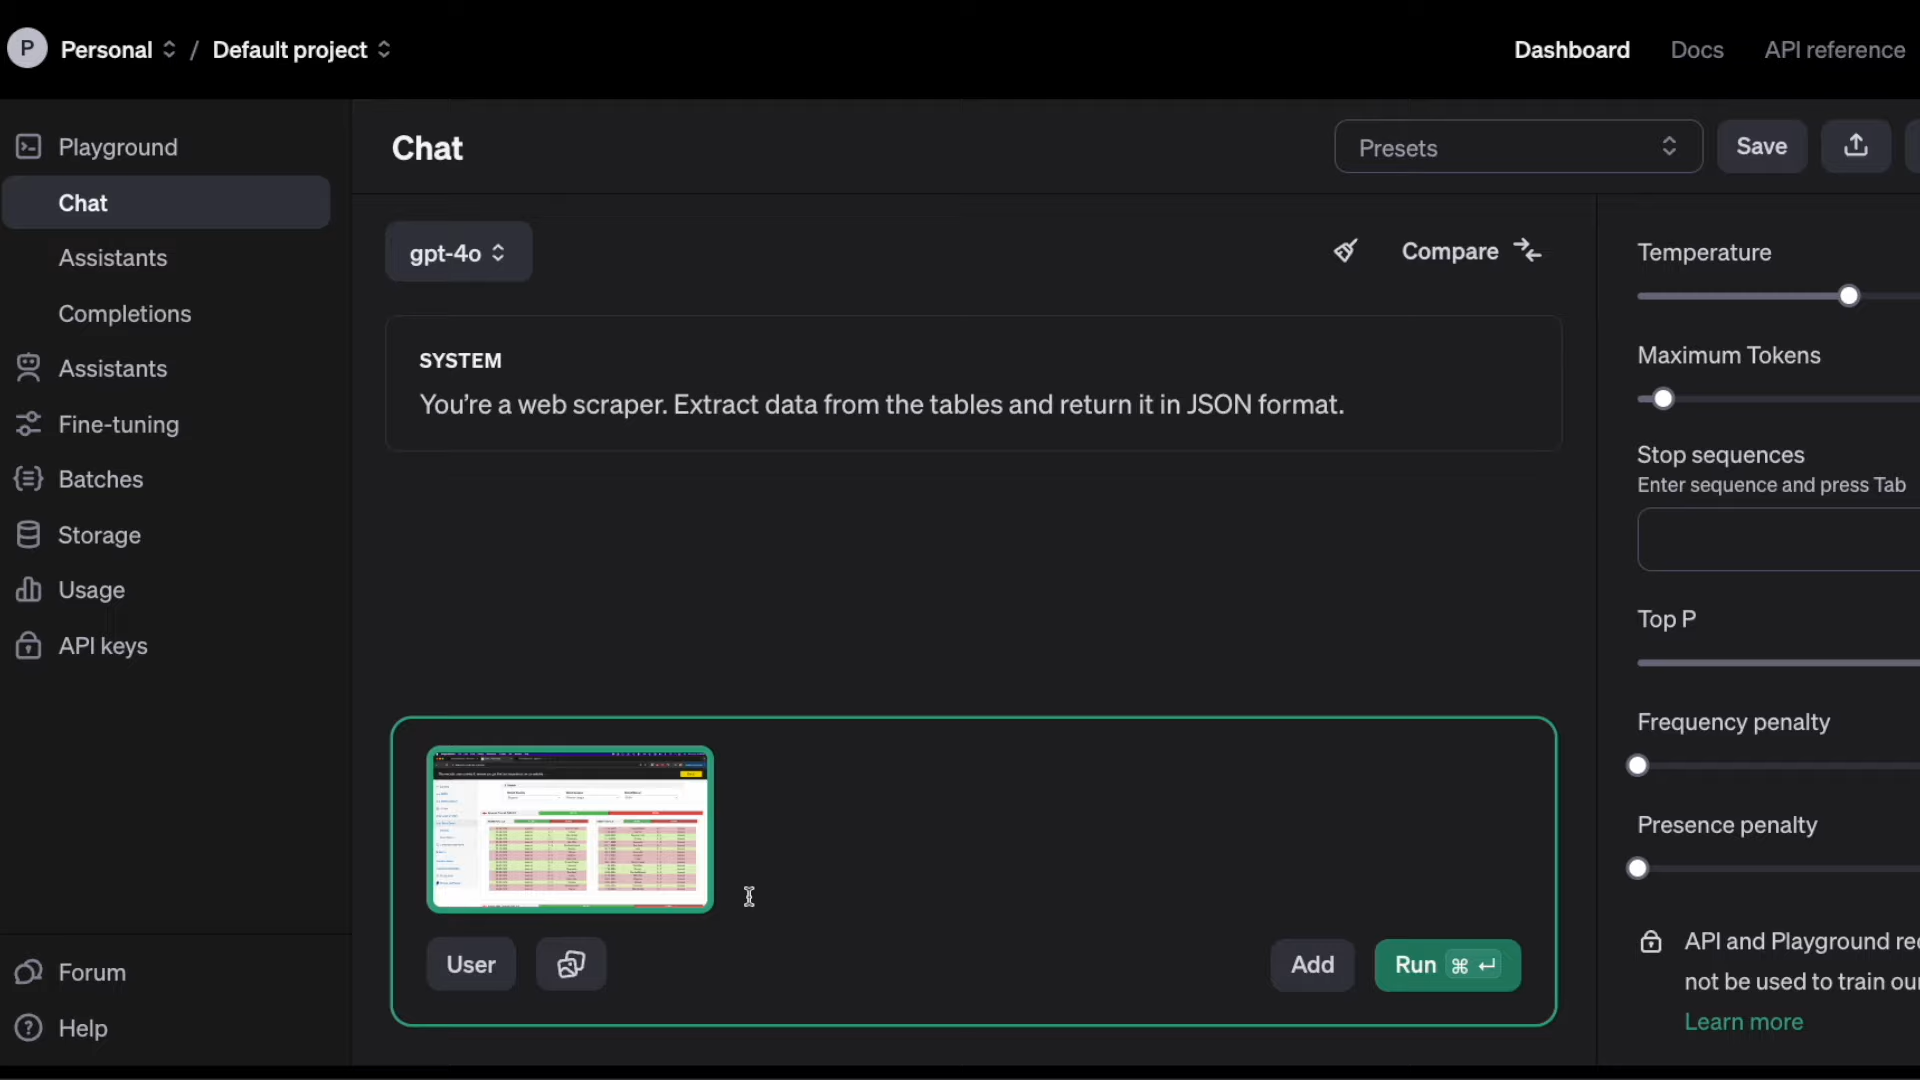 P Personal / Default project
Dashboard Docs API reference
Playground
Chat
Assistants
Completions
Assistants
Fine-tuning
Batches
Storage
Usage
API keys
Forum
Help
Chat
Presets
Save
gpt-4o
Compare
SYSTEM
You're a web scraper. Extract data from the tables and return it in JSON format.
User
Add
Run ⌘ ↵
Temperature
Maximum Tokens
Stop sequences
Enter sequence and press Tab
Top P
Frequency penalty
Presence penalty
API and Playground
not be used to train
Learn more